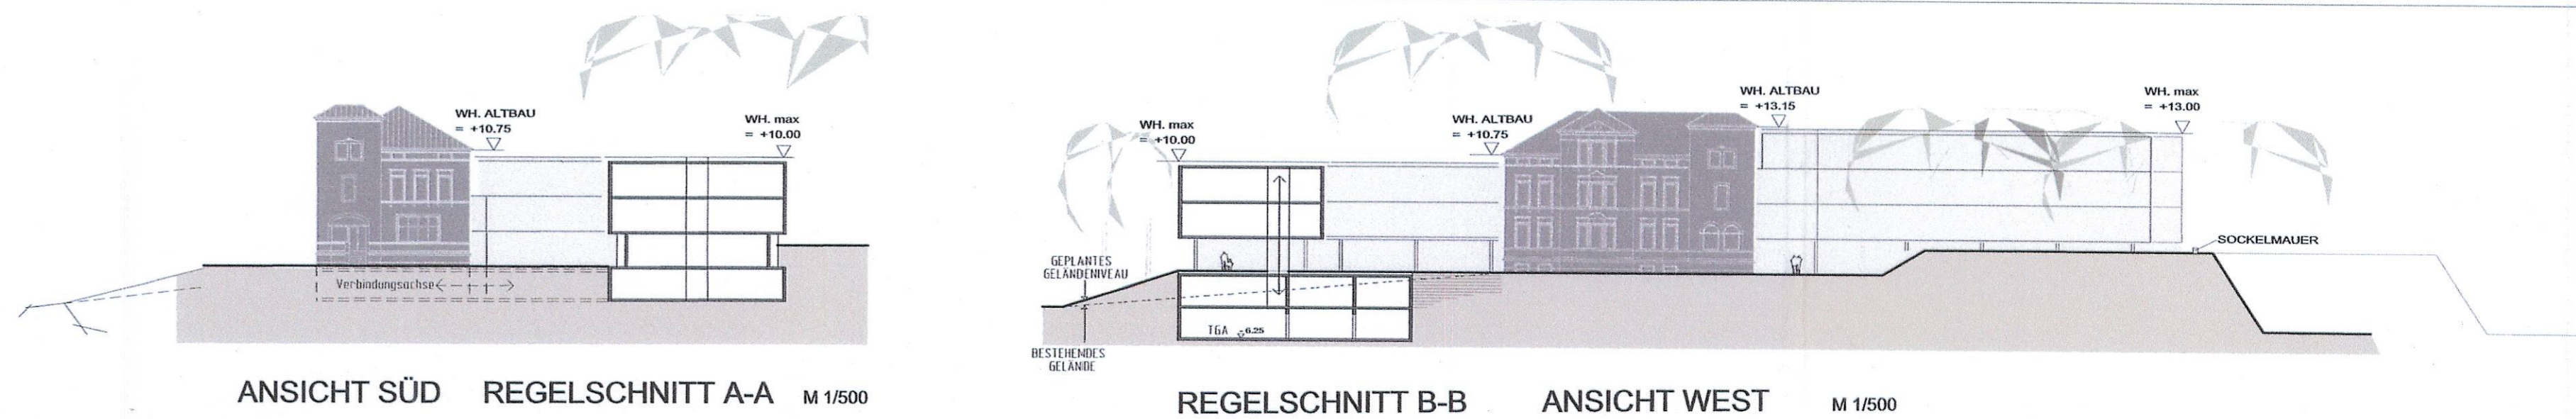 WH. ALTBAU
= +10.75
WH. max
= +10.00
Verbindungsachse
ANSICHT SÜD REGELSCHNITT A-A M 1/500
WH. max
= +10.00
WH. ALTBAU
= +10.75
WH. ALTBAU
= +13.15
WH. max
= +13.00
SOCKELMAUER
GEPLANTES
GELÄNDENIVEAU
TGA -6.25
BESTEHENDES
GELÄNDE
REGELSCHNITT B-B ANSICHT WEST M 1/500